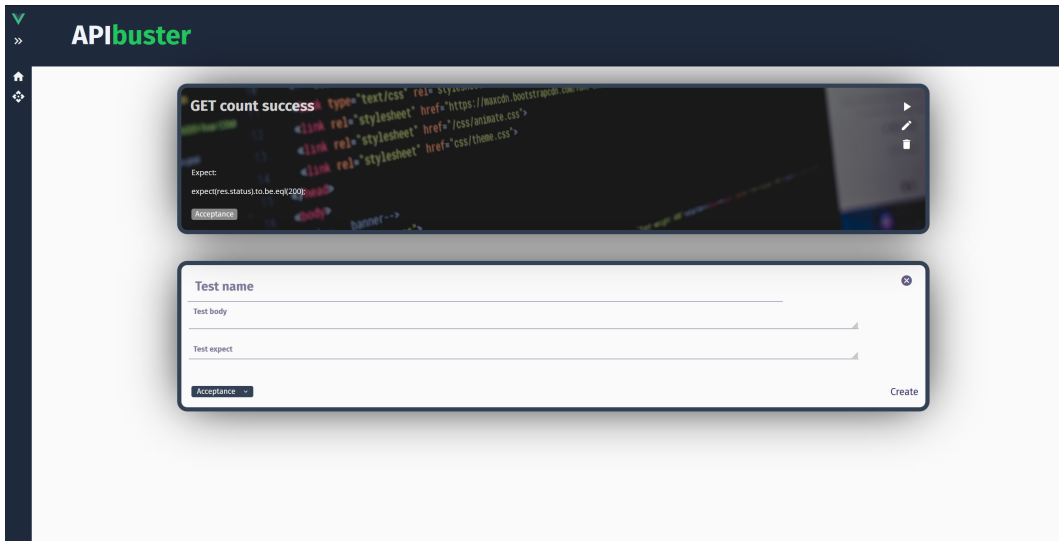 APIbuster
GET count success
type="text/css" rel=
<link rel="stylesheet" href="https://maxcdn.bootstrapcdn.com
<link rel="stylesheet" href="/css/animate.css">
<link rel="stylesheet" href="css/theme.css">
Expect:
expect(res.status).to.be.eql(200);
<body>
Acceptance
banner-->
Test name
Test body
Test expect
Acceptance
Create